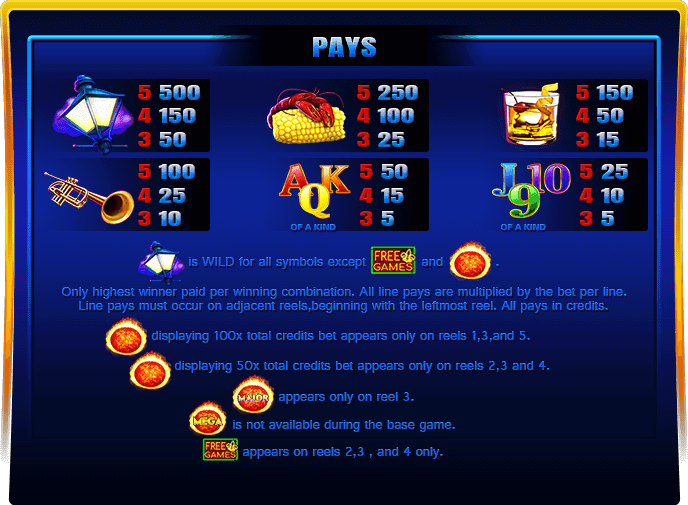 PAYS
5 500
4 150
3 50
5 250
4 100
3 25
5 150
4 50
3 15
5 100
4 25
3 10
A Q K
OF A KIND
5 50
4 15
3 5
J 9 10
OF A KIND
5 25
4 10
3 5
is WILD for all symbols except FREE GAMES and .
Only highest winner paid per winning combination. All line pays are multiplied by the bet per line.
Line pays must occur on adjacent reels,beginning with the leftmost reel. All pays in credits.
displaying 100x total credits bet appears only on reels 1,3,and 5.
displaying 50x total credits bet appears only on reels 2,3 and 4.
MAJOR appears only on reel 3.
MEGA is not available during the base game.
FREE GAMES appears on reels 2,3 , and 4 only.